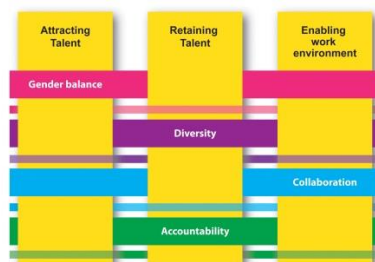 Attracting
Talent
Retaining
Talent
Enabling
work
environment
Gender balance
Diversity
Collaboration
Accountability